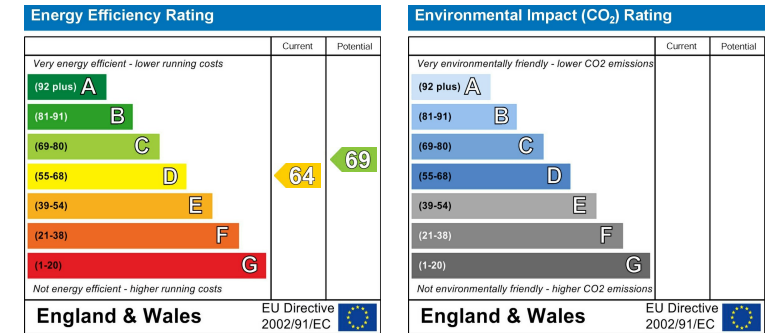 Energy Efficiency Rating
Current Potential
Very energy efficient - lower running costs
(92 plus) A
(81-91) B
(69-80) C
69
(55-68) D
64
(39-54) E
(21-38) F
(1-20) G
Not energy efficient - higher running costs
England & Wales
EU Directive
2002/91/EC
Environmental Impact (CO₂) Rating
Current Potential
Very environmentally friendly - lower CO2 emissions
(92 plus) A
(81-91) B
(69-80) C
(55-68) D
(39-54) E
(21-38) F
(1-20) G
Not environmentally friendly - higher CO2 emissions
England & Wales
EU Directive
2002/91/EC